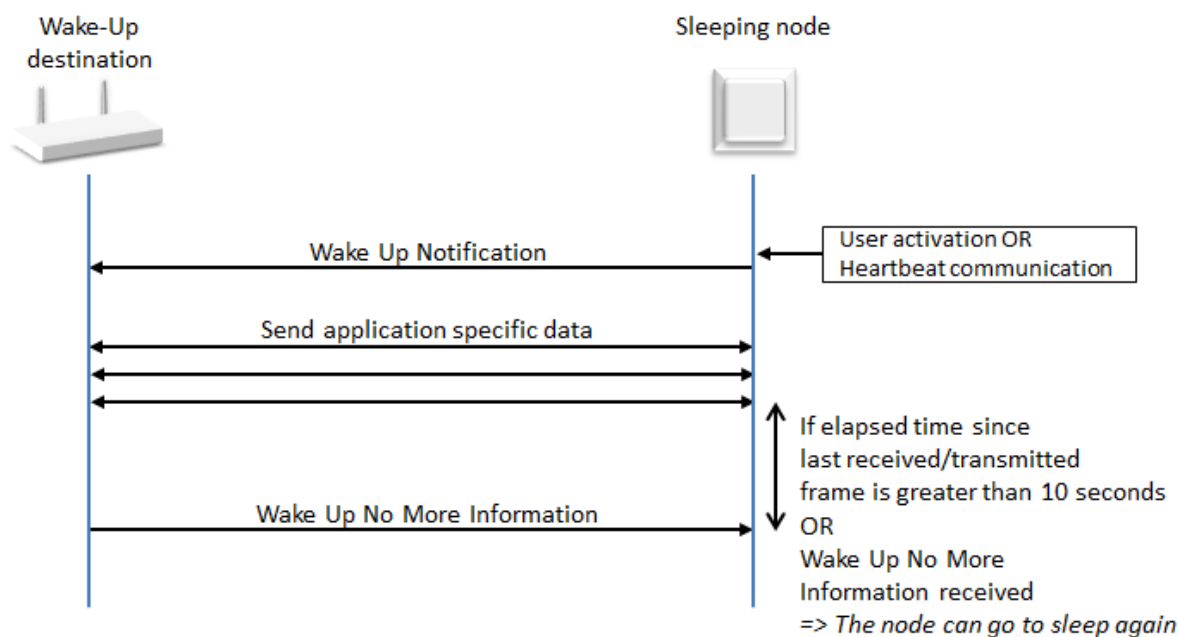 Wake-Up
destination
Sleeping node
User activation OR
Heartbeat communication
Wake Up Notification
Send application specific data
If elapsed time since
last received/transmitted
frame is greater than 10 seconds
Wake Up No More Information
OR
Wake Up No More
Information received
=> The node can go to sleep again